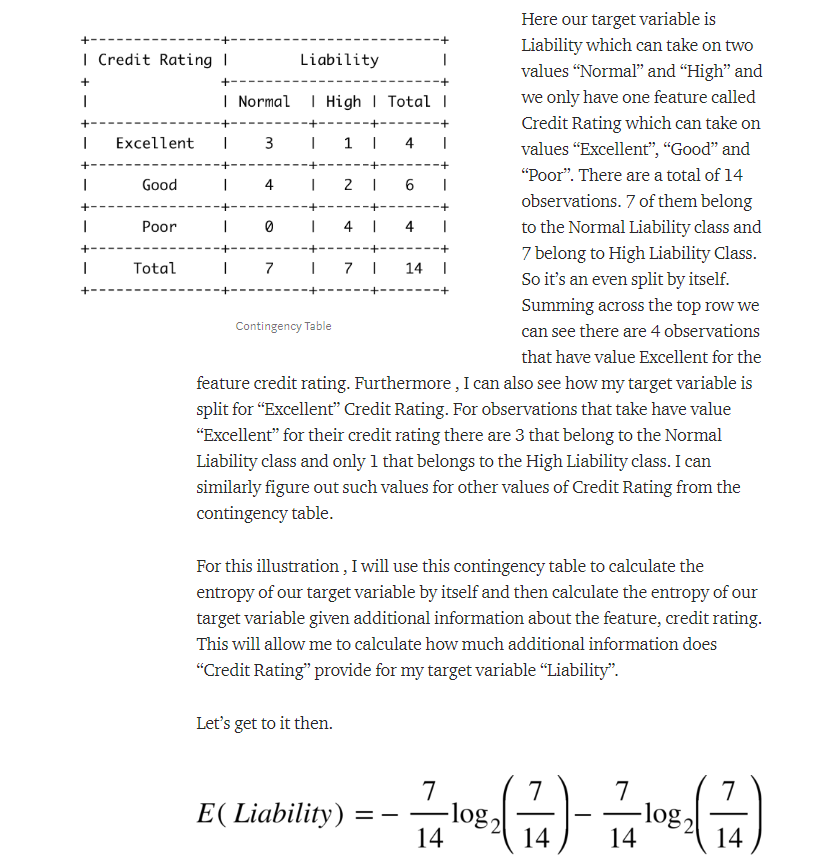 +-----------------+-----------------------------+
| Credit Rating | Liability |
+ +-----------------------------+
| | Normal | High | Total |
+-----------------+-----------+-------+---------+
| Excellent | 3 | 1 | 4 |
+-----------------+-----------+-------+---------+
| Good | 4 | 2 | 6 |
+-----------------+-----------+-------+---------+
| Poor | 0 | 4 | 4 |
+-----------------+-----------+-------+---------+
| Total | 7 | 7 | 14 |
+-----------------+-----------+-------+---------+
Contingency Table
Here our target variable is
Liability which can take on two
values “Normal” and “High” and
we only have one feature called
Credit Rating which can take on
values “Excellent”, “Good” and
“Poor”. There are a total of 14
observations. 7 of them belong
to the Normal Liability class and
7 belong to High Liability Class.
So it’s an even split by itself.
Summing across the top row we
can see there are 4 observations
that have value Excellent for the
feature credit rating. Furthermore , I can also see how my target variable is
split for “Excellent” Credit Rating. For observations that take have value
“Excellent” for their credit rating there are 3 that belong to the Normal
Liability class and only 1 that belongs to the High Liability class. I can
similarly figure out such values for other values of Credit Rating from the
contingency table.
For this illustration , I will use this contingency table to calculate the
entropy of our target variable by itself and then calculate the entropy of our
target variable given additional information about the feature, credit rating.
This will allow me to calculate how much additional information does
“Credit Rating” provide for my target variable “Liability”.
Let’s get to it then.
E( Liability) = − 7/14 log₂(7/14) − 7/14 log₂(7/14)